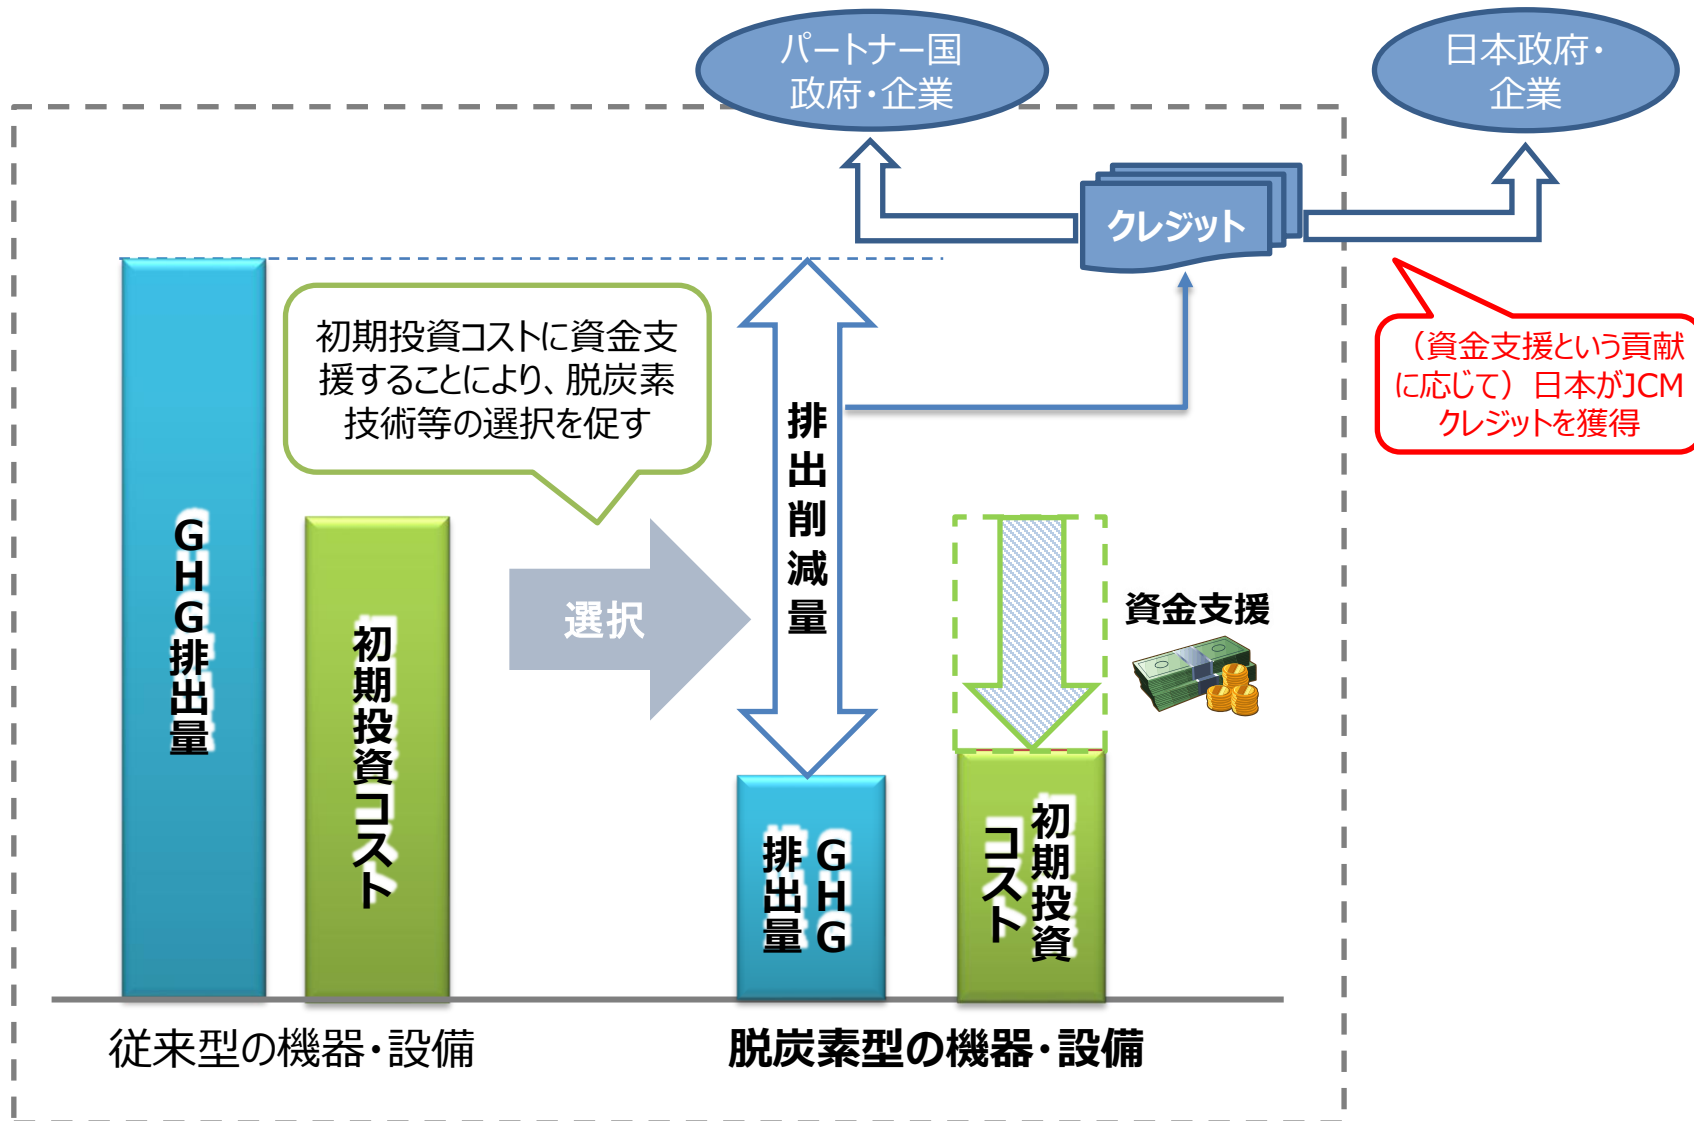 パートナー国
政府・企業
日本政府・
企業
クレジット
初期投資コストに資金支
援することにより、脱炭素
技術等の選択を促す
（資金支援という貢献
に応じて）日本がJCM
クレジットを獲得
GHG排出量
初期投資コスト
選択
排出削減量
資金支援
GHG
排出量
初期投資
コスト
従来型の機器・設備
脱炭素型の機器・設備